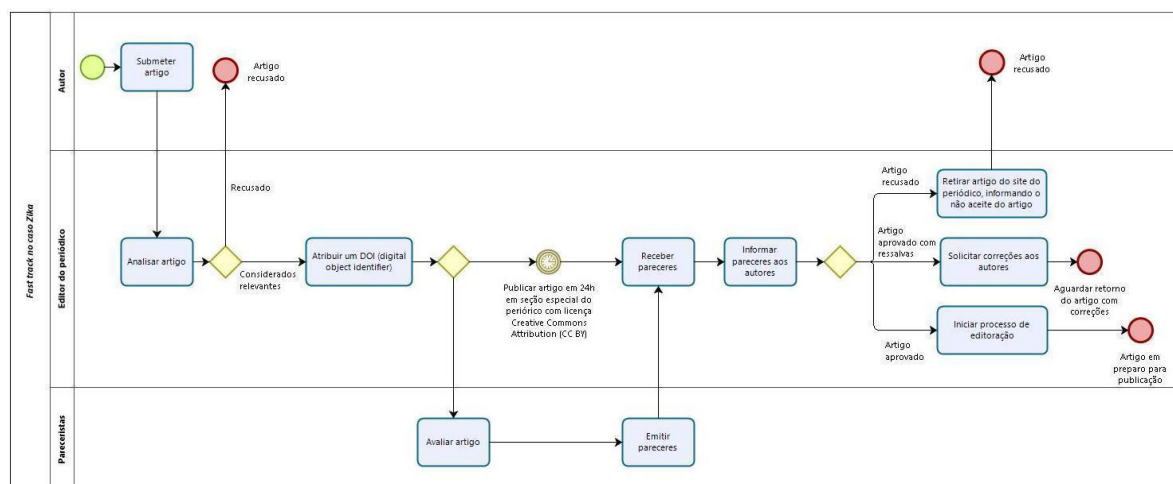 Fast track no caso Zika
Autor
Submeter
artigo
Artigo
recusado
Artigo
recusado
Editor do periódico
Recusado
Analisar artigo
Considerados
relevantes
Atribuir um DOI (digital
object identifier)
Publicar artigo em 24h
em seção especial do
periórico com licença
Creative Commons
Attribution (CC BY)
Receber
pareceres
Informar
pareceres aos
autores
Artigo
recusado
Retirar artigo do site do
periódico, informando o
não aceite do artigo
Artigo
aprovado com
ressalvas
Solicitar correções aos
autores
Aguardar retorno
do artigo com
correções
Artigo
aprovado
Iniciar processo de
editoração
Artigo em
preparo para
publicação
Pareceristas
Avaliar artigo
Emitir
pareceres